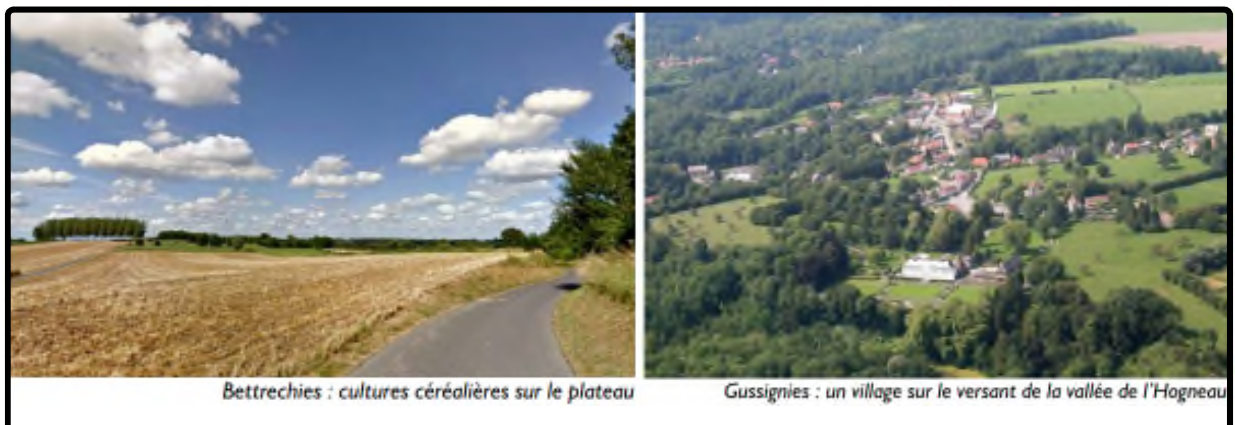 Bettrechies : cultures céréalières sur le plateau
Gussignies : un village sur le versant de la vallée de l'Hogneau